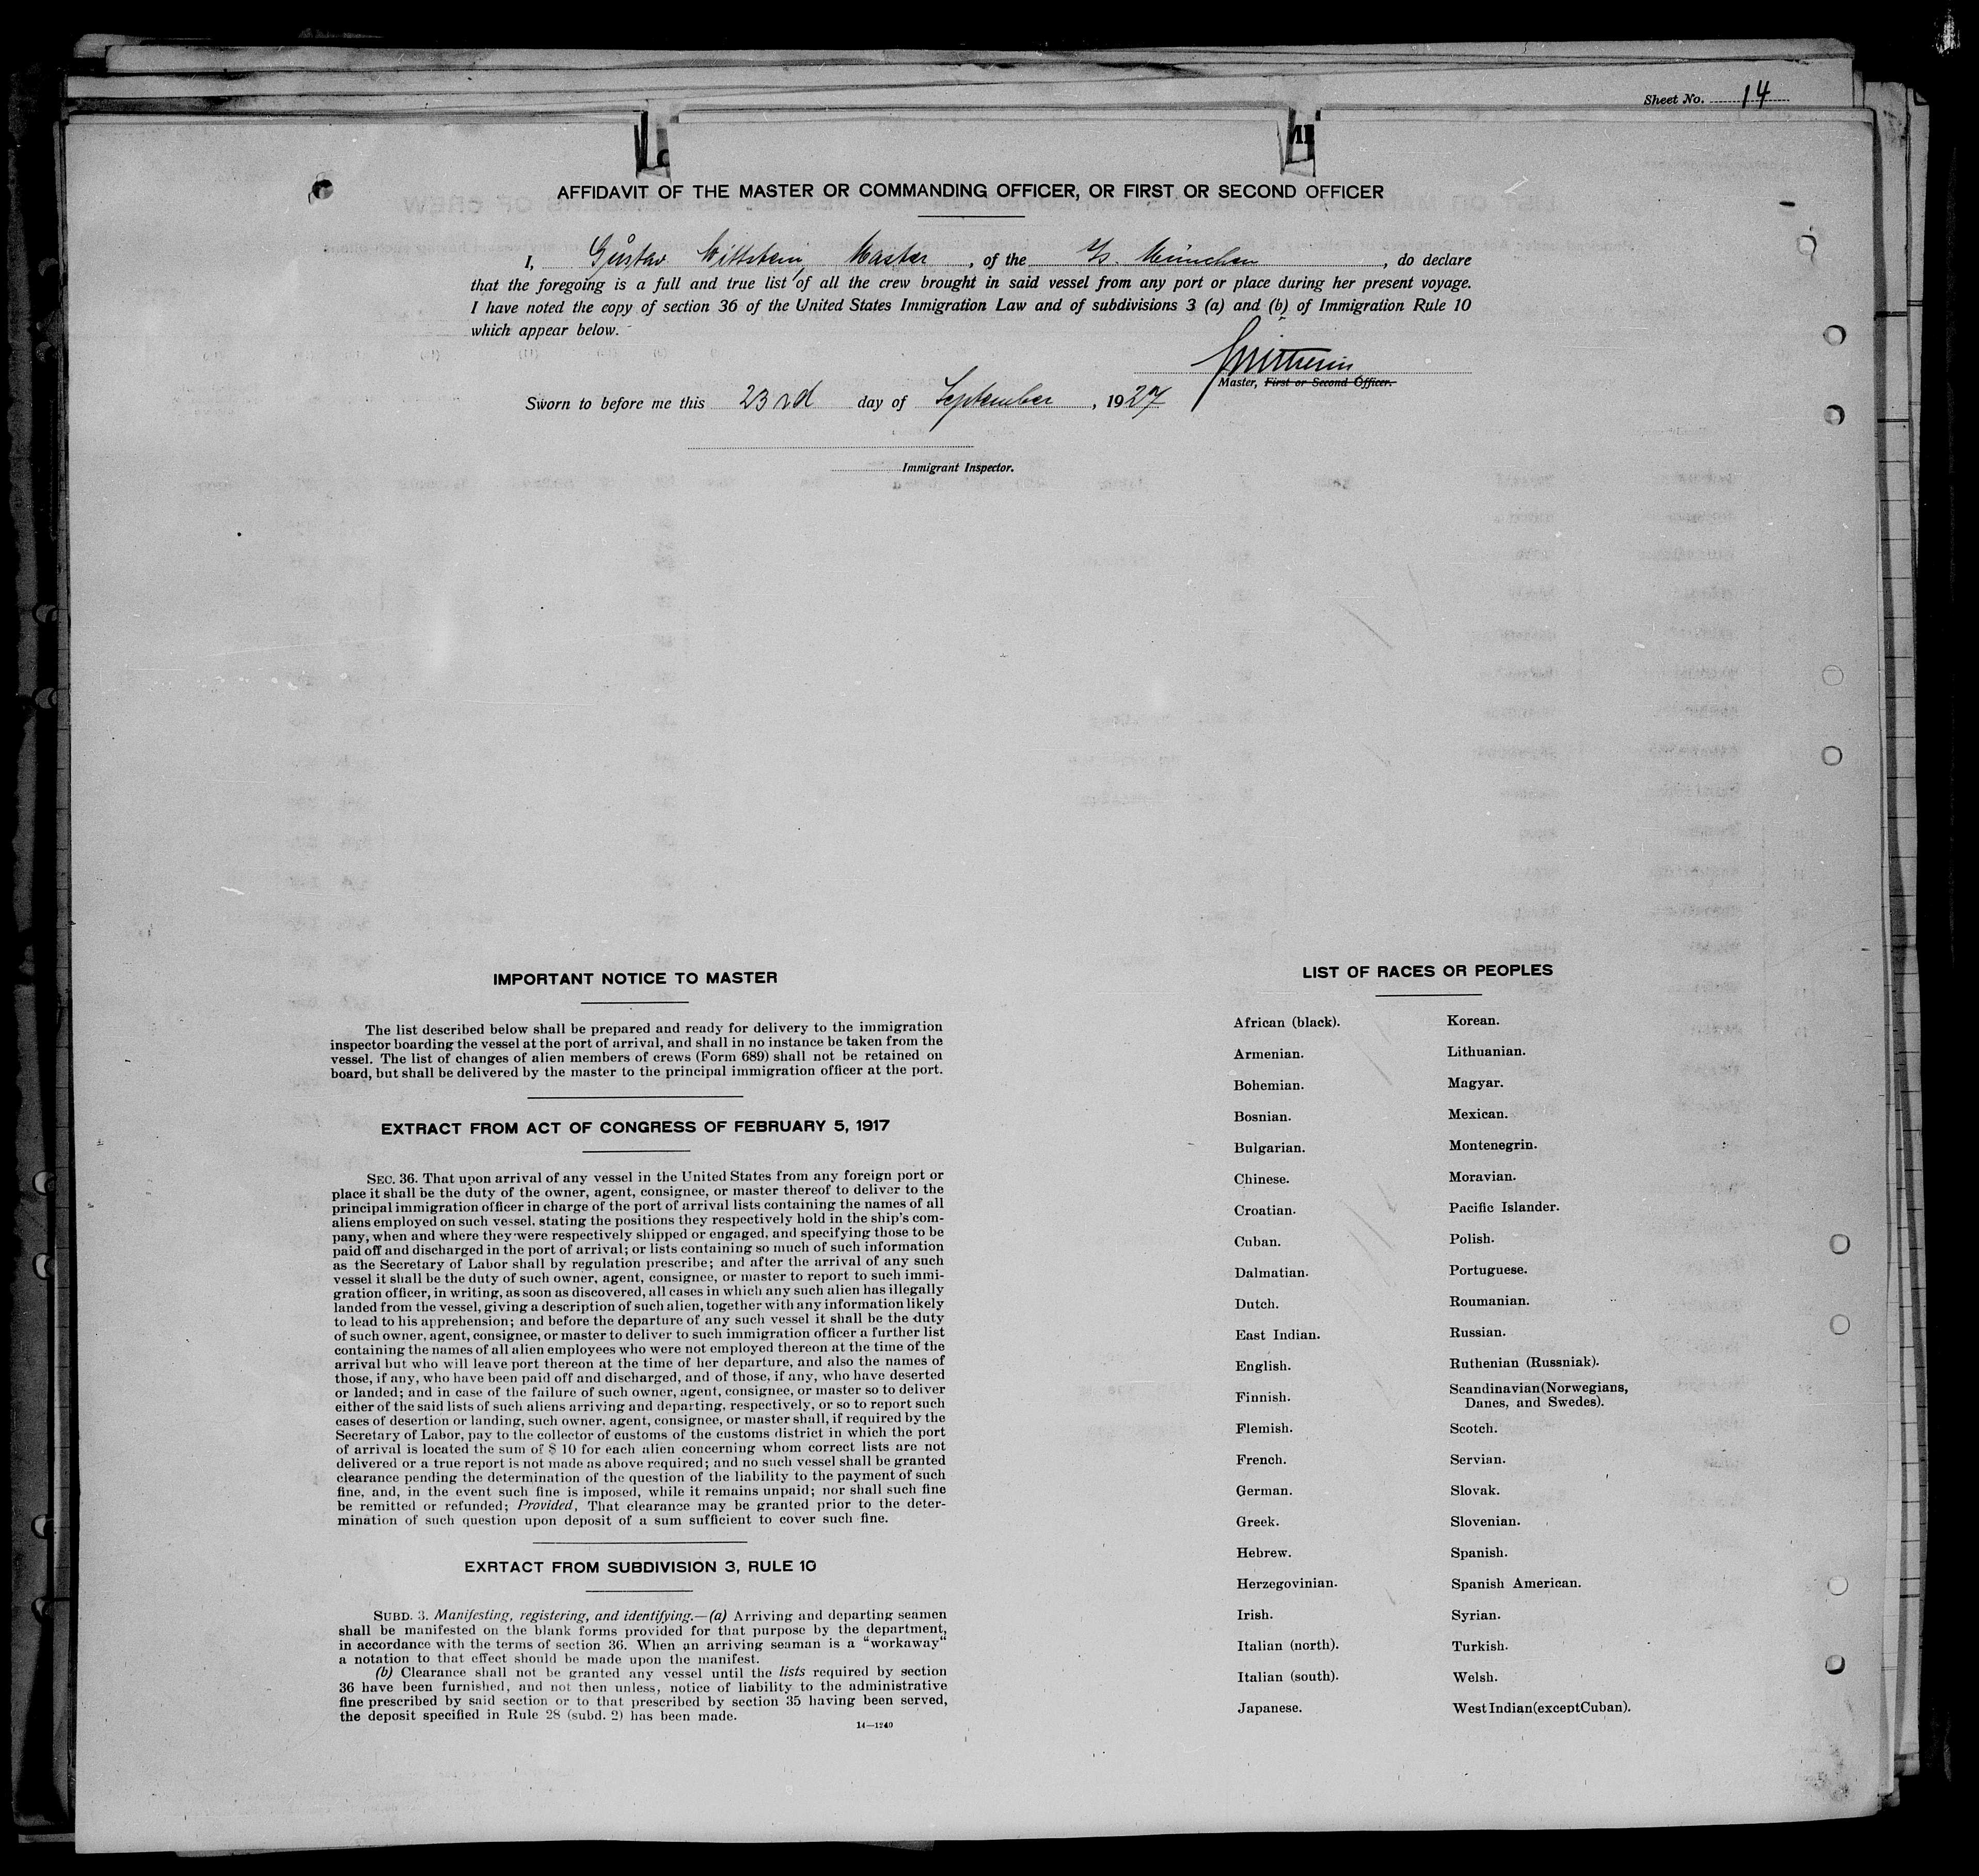 Sheet No. 14
AFFIDAVIT OF THE MASTER OR COMMANDING OFFICER, OR FIRST OR SECOND OFFICER
I, Gustav Wittstein, Master, of the Ss. München, do declare
that the foregoing is a full and true list of all the crew brought in said vessel from any port or place during her present voyage.
I have noted the copy of section 36 of the United States Immigration Law and of subdivisions 3 (a) and (b) of Immigration Rule 10
which appear below.
Master, First or Second Officer.
Sworn to before me this 23rd day of September, 1927
Immigrant Inspector.
IMPORTANT NOTICE TO MASTER
The list described below shall be prepared and ready for delivery to the immigration
inspector boarding the vessel at the port of arrival, and shall in no instance be taken from the
vessel. The list of changes of alien members of crews (Form 689) shall not be retained on
board, but shall be delivered by the master to the principal immigration officer at the port.
EXTRACT FROM ACT OF CONGRESS OF FEBRUARY 5, 1917
SEC. 36. That upon arrival of any vessel in the United States from any foreign port or
place it shall be the duty of the owner, agent, consignee, or master thereof to deliver to the
principal immigration officer in charge of the port of arrival lists containing the names of all
aliens employed on such vessel, stating the positions they respectively hold in the ship's com-
pany, when and where they were respectively shipped or engaged, and specifying those to be
paid off and discharged in the port of arrival; or lists containing so much of such information
as the Secretary of Labor shall by regulation prescribe; and after the arrival of any such
vessel it shall be the duty of such owner, agent, consignee, or master to report to such immi-
gration officer, in writing, as soon as discovered, all cases in which any such alien has illegally
landed from the vessel, giving a description of such alien, together with any information likely
to lead to his apprehension; and before the departure of any such vessel it shall be the duty
of such owner, agent, consignee, or master to deliver to such immigration officer a further list
containing the names of all alien employees who were not employed thereon at the time of the
arrival but who will leave port thereon at the time of her departure, and also the names of
those, if any, who have been paid off and discharged, and of those, if any, who have deserted
or landed; and in case of the failure of such owner, agent, consignee, or master so to deliver
either of the said lists of such aliens arriving and departing, respectively, or so to report such
cases of desertion or landing, such owner, agent, consignee, or master shall, if required by the
Secretary of Labor, pay to the collector of customs of the customs district in which the port
of arrival is located the sum of $ 10 for each alien concerning whom correct lists are not
delivered or a true report is not made as above required; and no such vessel shall be granted
clearance pending the determination of the question of the liability to the payment of such
fine, and, in the event such fine is imposed, while it remains unpaid; nor shall such fine
be remitted or refunded; Provided, That clearance may be granted prior to the deter-
mination of such question upon deposit of a sum sufficient to cover such fine.
EXRTACT FROM SUBDIVISION 3, RULE 10
SUBD. 3. Manifesting, registering, and identifying.—(a) Arriving and departing seamen
shall be manifested on the blank forms provided for that purpose by the department,
in accordance with the terms of section 36. When an arriving seaman is a “workaway“
a notation to that effect should be made upon the manifest.
(b) Clearance shall not be granted any vessel until the lists required by section
36 have been furnished, and not then unless, notice of liability to the administrative
fine prescribed by said section or to that prescribed by section 35 having been served,
the deposit specified in Rule 28 (subd. 2) has been made.
14—1240
LIST OF RACES OR PEOPLES
African (black).
Armenian.
Bohemian.
Bosnian.
Bulgarian.
Chinese.
Croatian.
Cuban.
Dalmatian.
Dutch.
East Indian.
English.
Finnish.
Flemish.
French.
German.
Greek.
Hebrew.
Herzegovinian.
Irish.
Italian (north).
Italian (south).
Japanese.
Korean.
Lithuanian.
Magyar.
Mexican.
Montenegrin.
Moravian.
Pacific Islander.
Polish.
Portuguese.
Roumanian.
Russian.
Ruthenian (Russniak).
Scandinavian(Norwegians,
Danes, and Swedes).
Scotch.
Servian.
Slovak.
Slovenian.
Spanish.
Spanish American.
Syrian.
Turkish.
Welsh.
West Indian(exceptCuban).